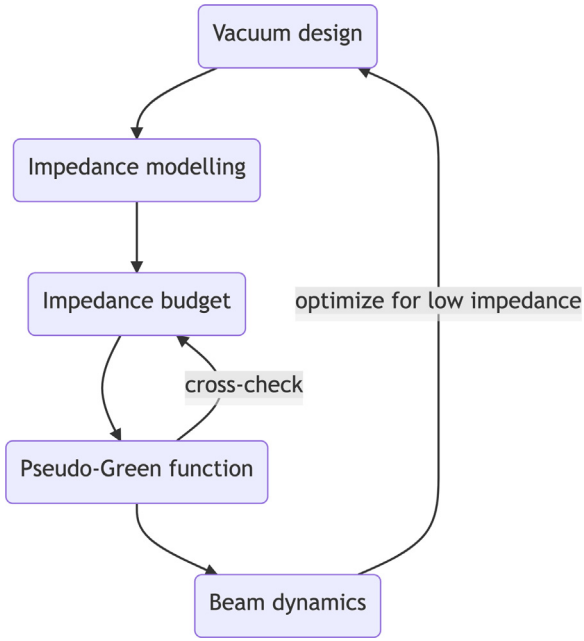 Vacuum design
Impedance modelling
Impedance budget
optimize for low impedance
cross-check
Pseudo-Green function
Beam dynamics